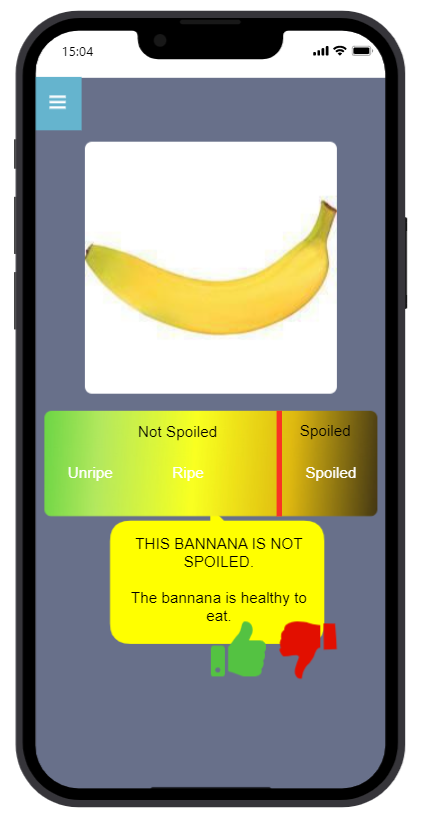 15:04
Not Spoiled
Spoiled
Unripe
Ripe
Spoiled
THIS BANNANA IS NOT
SPOILED.
The bannana is healthy to
eat.